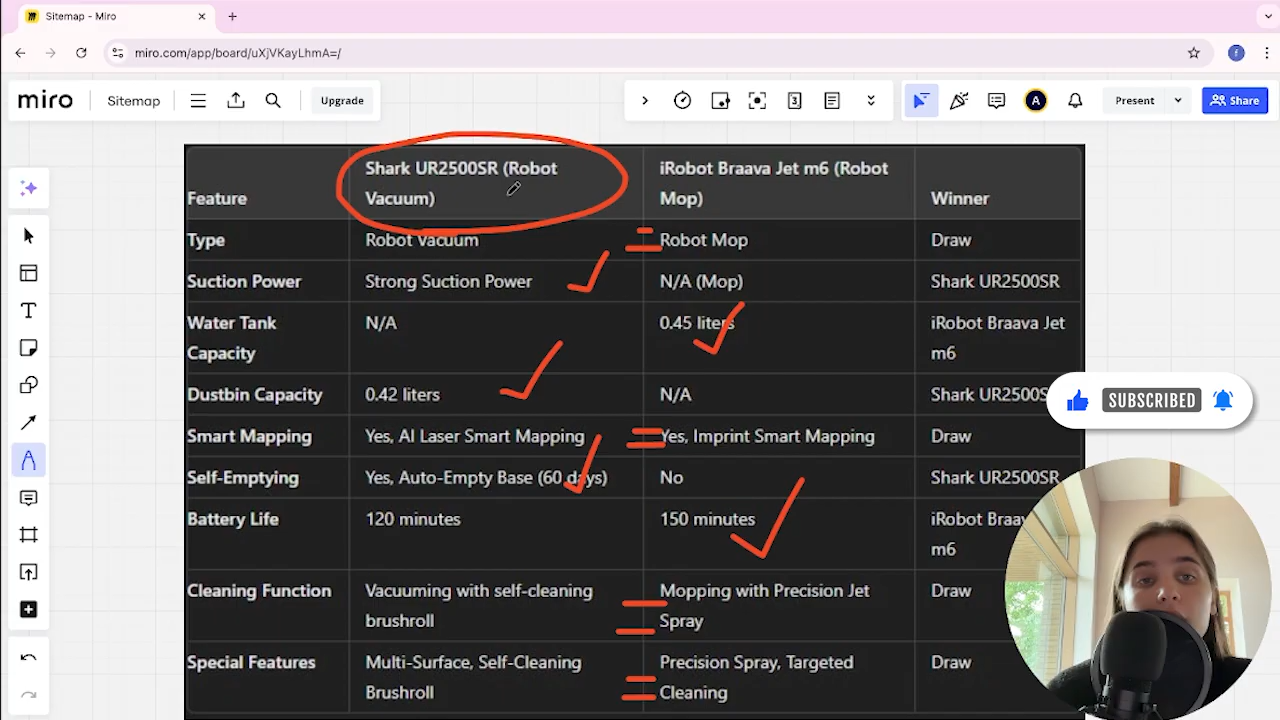 Sitemap - Miro
miro.com/app/board/uXjVKayLhmA=/
miro
Sitemap
Upgrade
3
A
Present
Share
f
Feature
Shark UR2500SR (Robot
Vacuum)
iRobot Braava Jet m6 (Robot
Mop)
Winner
Type
Robot Vacuum
Robot Mop
Draw
Suction Power
Strong Suction Power
N/A (Mop)
Shark UR2500SR
Water Tank
Capacity
N/A
0.45 liters
iRobot Braava Jet
m6
Dustbin Capacity
0.42 liters
N/A
Shark UR2500S
SUBSCRIBED
Smart Mapping
Yes, AI Laser Smart Mapping
Yes, Imprint Smart Mapping
Draw
Self-Emptying
Yes, Auto-Empty Base (60 days)
No
Shark UR2500SR
Battery Life
120 minutes
150 minutes
iRobot
m6
Cleaning Function
Vacuuming with self-cleaning
brushroll
Mopping with Precision Jet
Spray
Draw
Special Features
Multi-Surface, Self-Cleaning
Brushroll
Precision Spray, Targeted
Cleaning
Draw